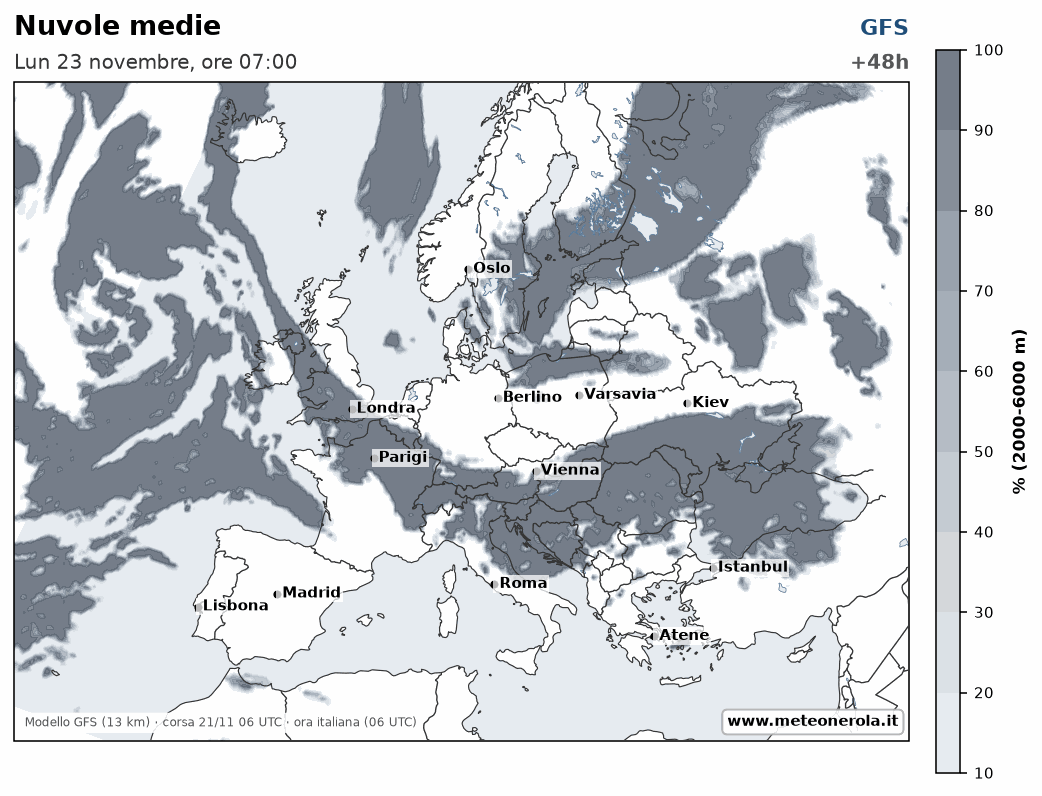 Nuvole medie
GFS
Lun 23 novembre, ore 07:00
+48h
100
90
80
70
60
50
40
30
20
10
% (2000-6000 m)
Oslo
Berlino
Varsavia
Kiev
Londra
Parigi
Vienna
Istanbul
Roma
Madrid
Lisbona
Atene
Modello GFS (13 km) · corsa 21/11 06 UTC · ora italiana (06 UTC)
www.meteonerola.it